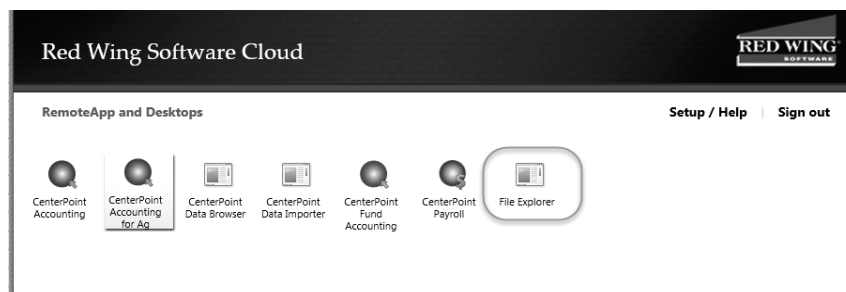 Red Wing Software Cloud
RED WING
SOFTWARE
RemoteApp and Desktops
Setup / Help
Sign out
CenterPoint
Accounting
CenterPoint
Accounting
for Ag
CenterPoint
Data Browser
CenterPoint
Data Importer
CenterPoint
Fund
Accounting
CenterPoint
Payroll
File Explorer